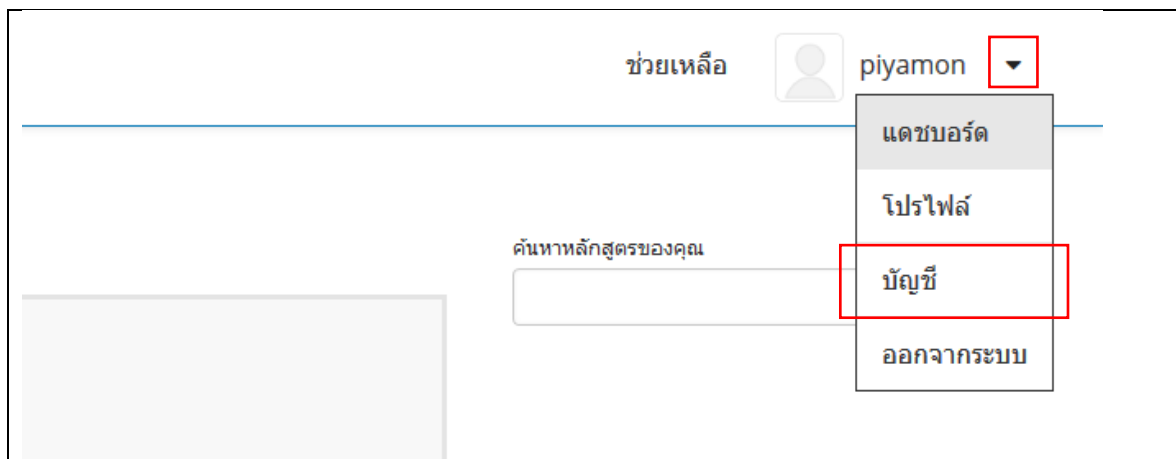 ช่วยเหลือ piyamon
แดชบอร์ด
โปรไฟล์
ค้นหาหลักสูตรของคุณ
บัญชี
ออกจากระบบ